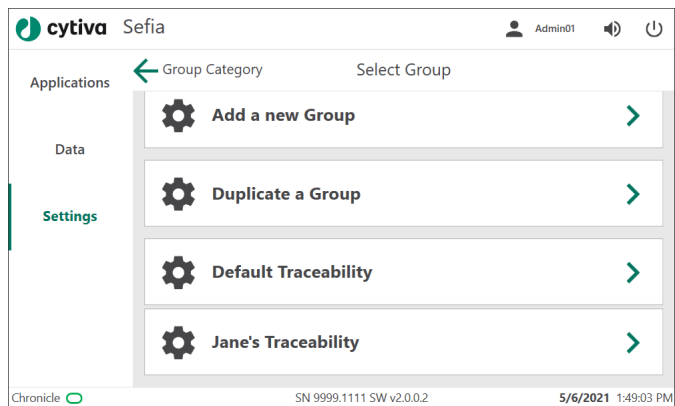 cytiva Sefia Admin01
Applications
Group Category Select Group
Add a new Group
Data
Duplicate a Group
Settings
Default Traceability
Jane's Traceability
Chronicle SN 9999.1111 SW v2.0.0.2 5/6/2021 1:49:03 PM